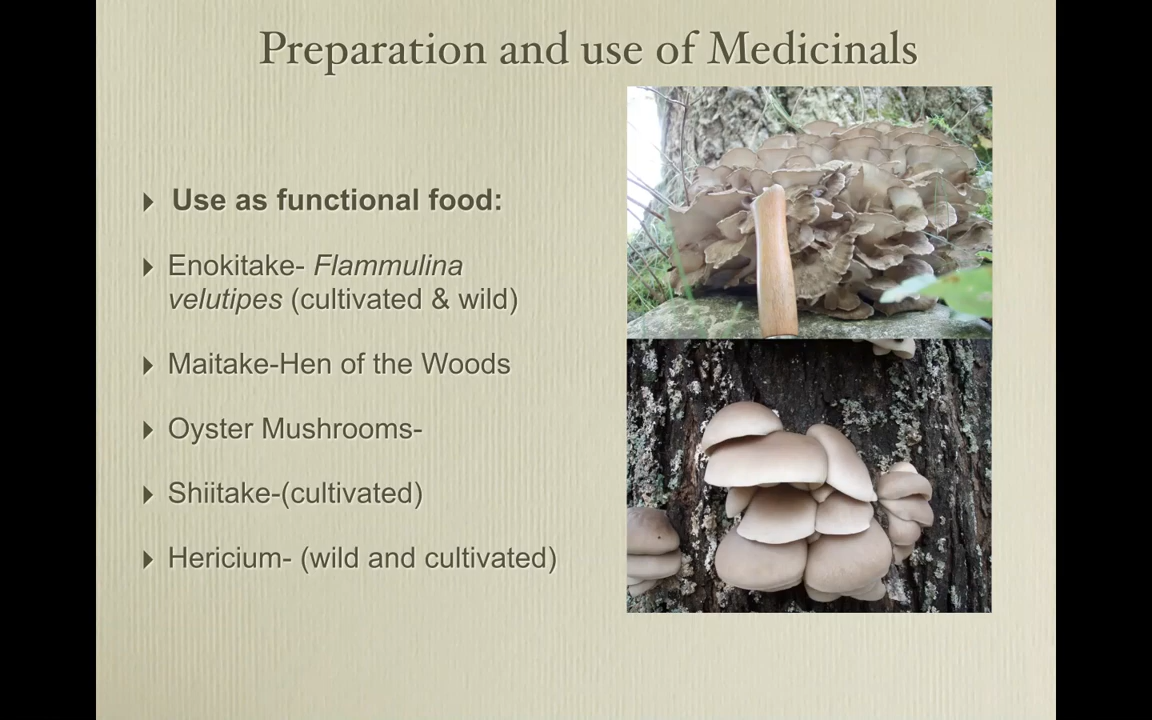 Preparation and use of Medicinals
Use as functional food:
Enokitake- Flammulina
velutipes (cultivated & wild)
Maitake-Hen of the Woods
Oyster Mushrooms-
Shiitake-(cultivated)
Hericium- (wild and cultivated)